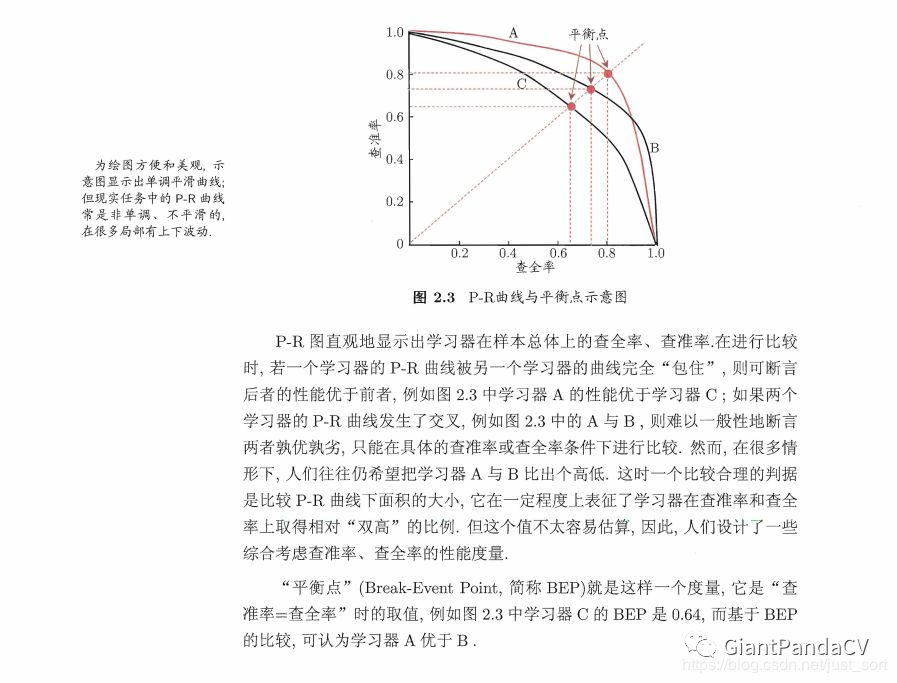 1.0
0.8
0.6
0.4
0.2
0
查准率
A
平衡点
C
B
0.2
0.4
0.6
0.8
1.0
查全率
为绘图方便和美观, 示
意图显示出单调平滑曲线;
但现实任务中的 P-R 曲线
常是非单调、不平滑的,
在很多局部有上下波动.
图 2.3 P-R曲线与平衡点示意图
P-R 图直观地显示出学习器在样本总体上的查全率、查准率.在进行比较
时, 若一个学习器的 P-R 曲线被另一个学习器的曲线完全“包住”, 则可断言
后者的性能优于前者, 例如图 2.3 中学习器 A 的性能优于学习器 C ; 如果两个
学习器的 P-R 曲线发生了交叉, 例如图 2.3 中的 A 与 B , 则难以一般性地断言
两者孰优孰劣, 只能在具体的查准率或查全率条件下进行比较. 然而, 在很多情
形下, 人们往往仍希望把学习器 A 与 B 比出个高低. 这时一个比较合理的判据
是比较 P-R 曲线下面积的大小, 它在一定程度上表征了学习器在查准率和查全
率上取得相对“双高”的比例. 但这个值不太容易估算, 因此, 人们设计了一些
综合考虑查准率、查全率的性能度量.
“平衡点”(Break-Event Point, 简称 BEP)就是这样一个度量, 它是“查
准率=查全率”时的取值, 例如图 2.3 中学习器 C 的 BEP 是 0.64, 而基于 BEP
的比较, 可认为学习器 A 优于 B .
GiantPandaCV
https://blog.csdn.net/just_sort